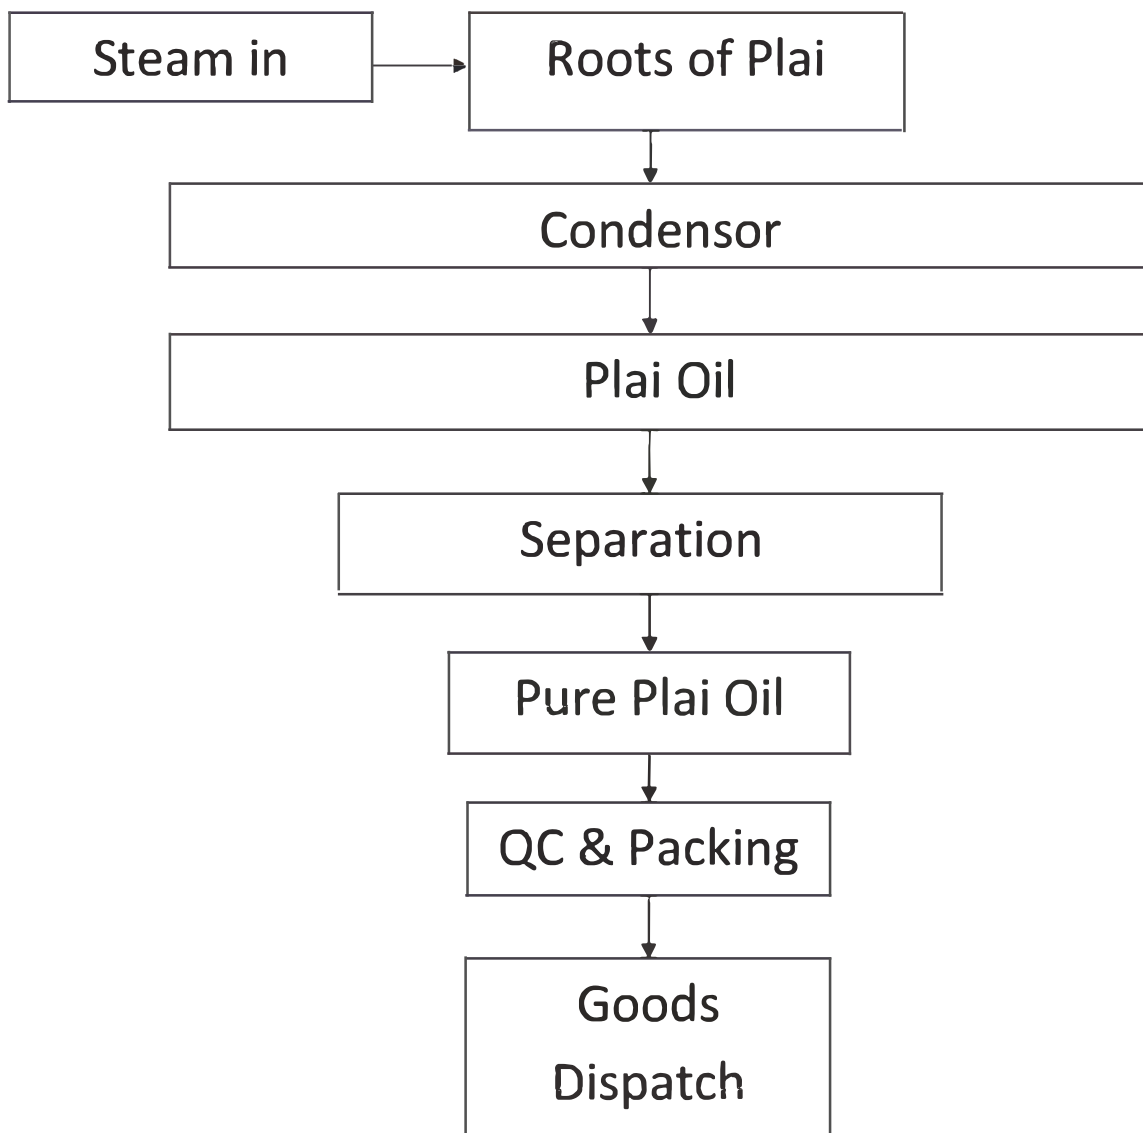 Steam in
Roots of Plai
Condensor
Plai Oil
Separation
Pure Plai Oil
QC & Packing
Goods
Dispatch